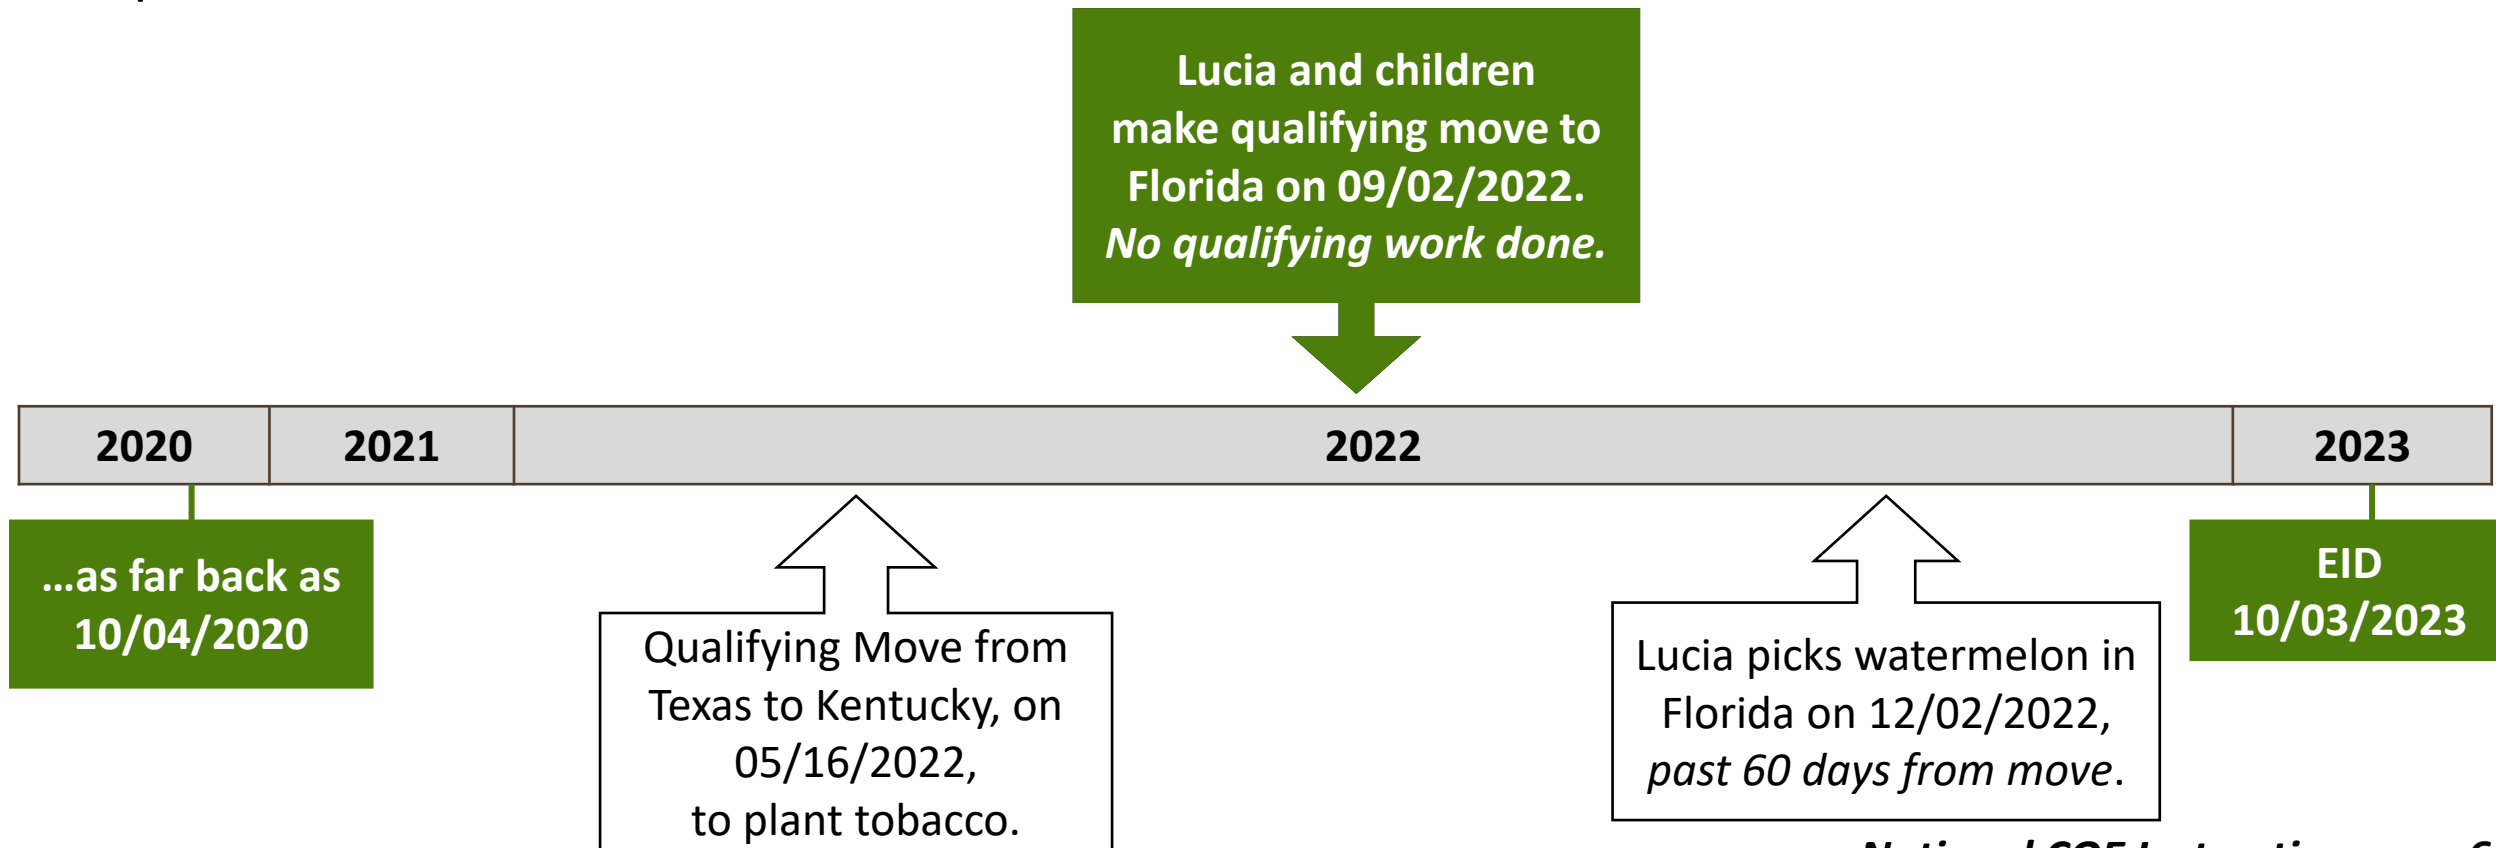 Lucia and children
make qualifying move to
Florida on 09/02/2022.
No qualifying work done.
2020
2021
2022
2023
…as far back as
10/04/2020
Qualifying Move from
Texas to Kentucky, on
05/16/2022,
to plant tobacco.
Lucia picks watermelon in
Florida on 12/02/2022,
past 60 days from move.
EID
10/03/2023
National COE Instructions